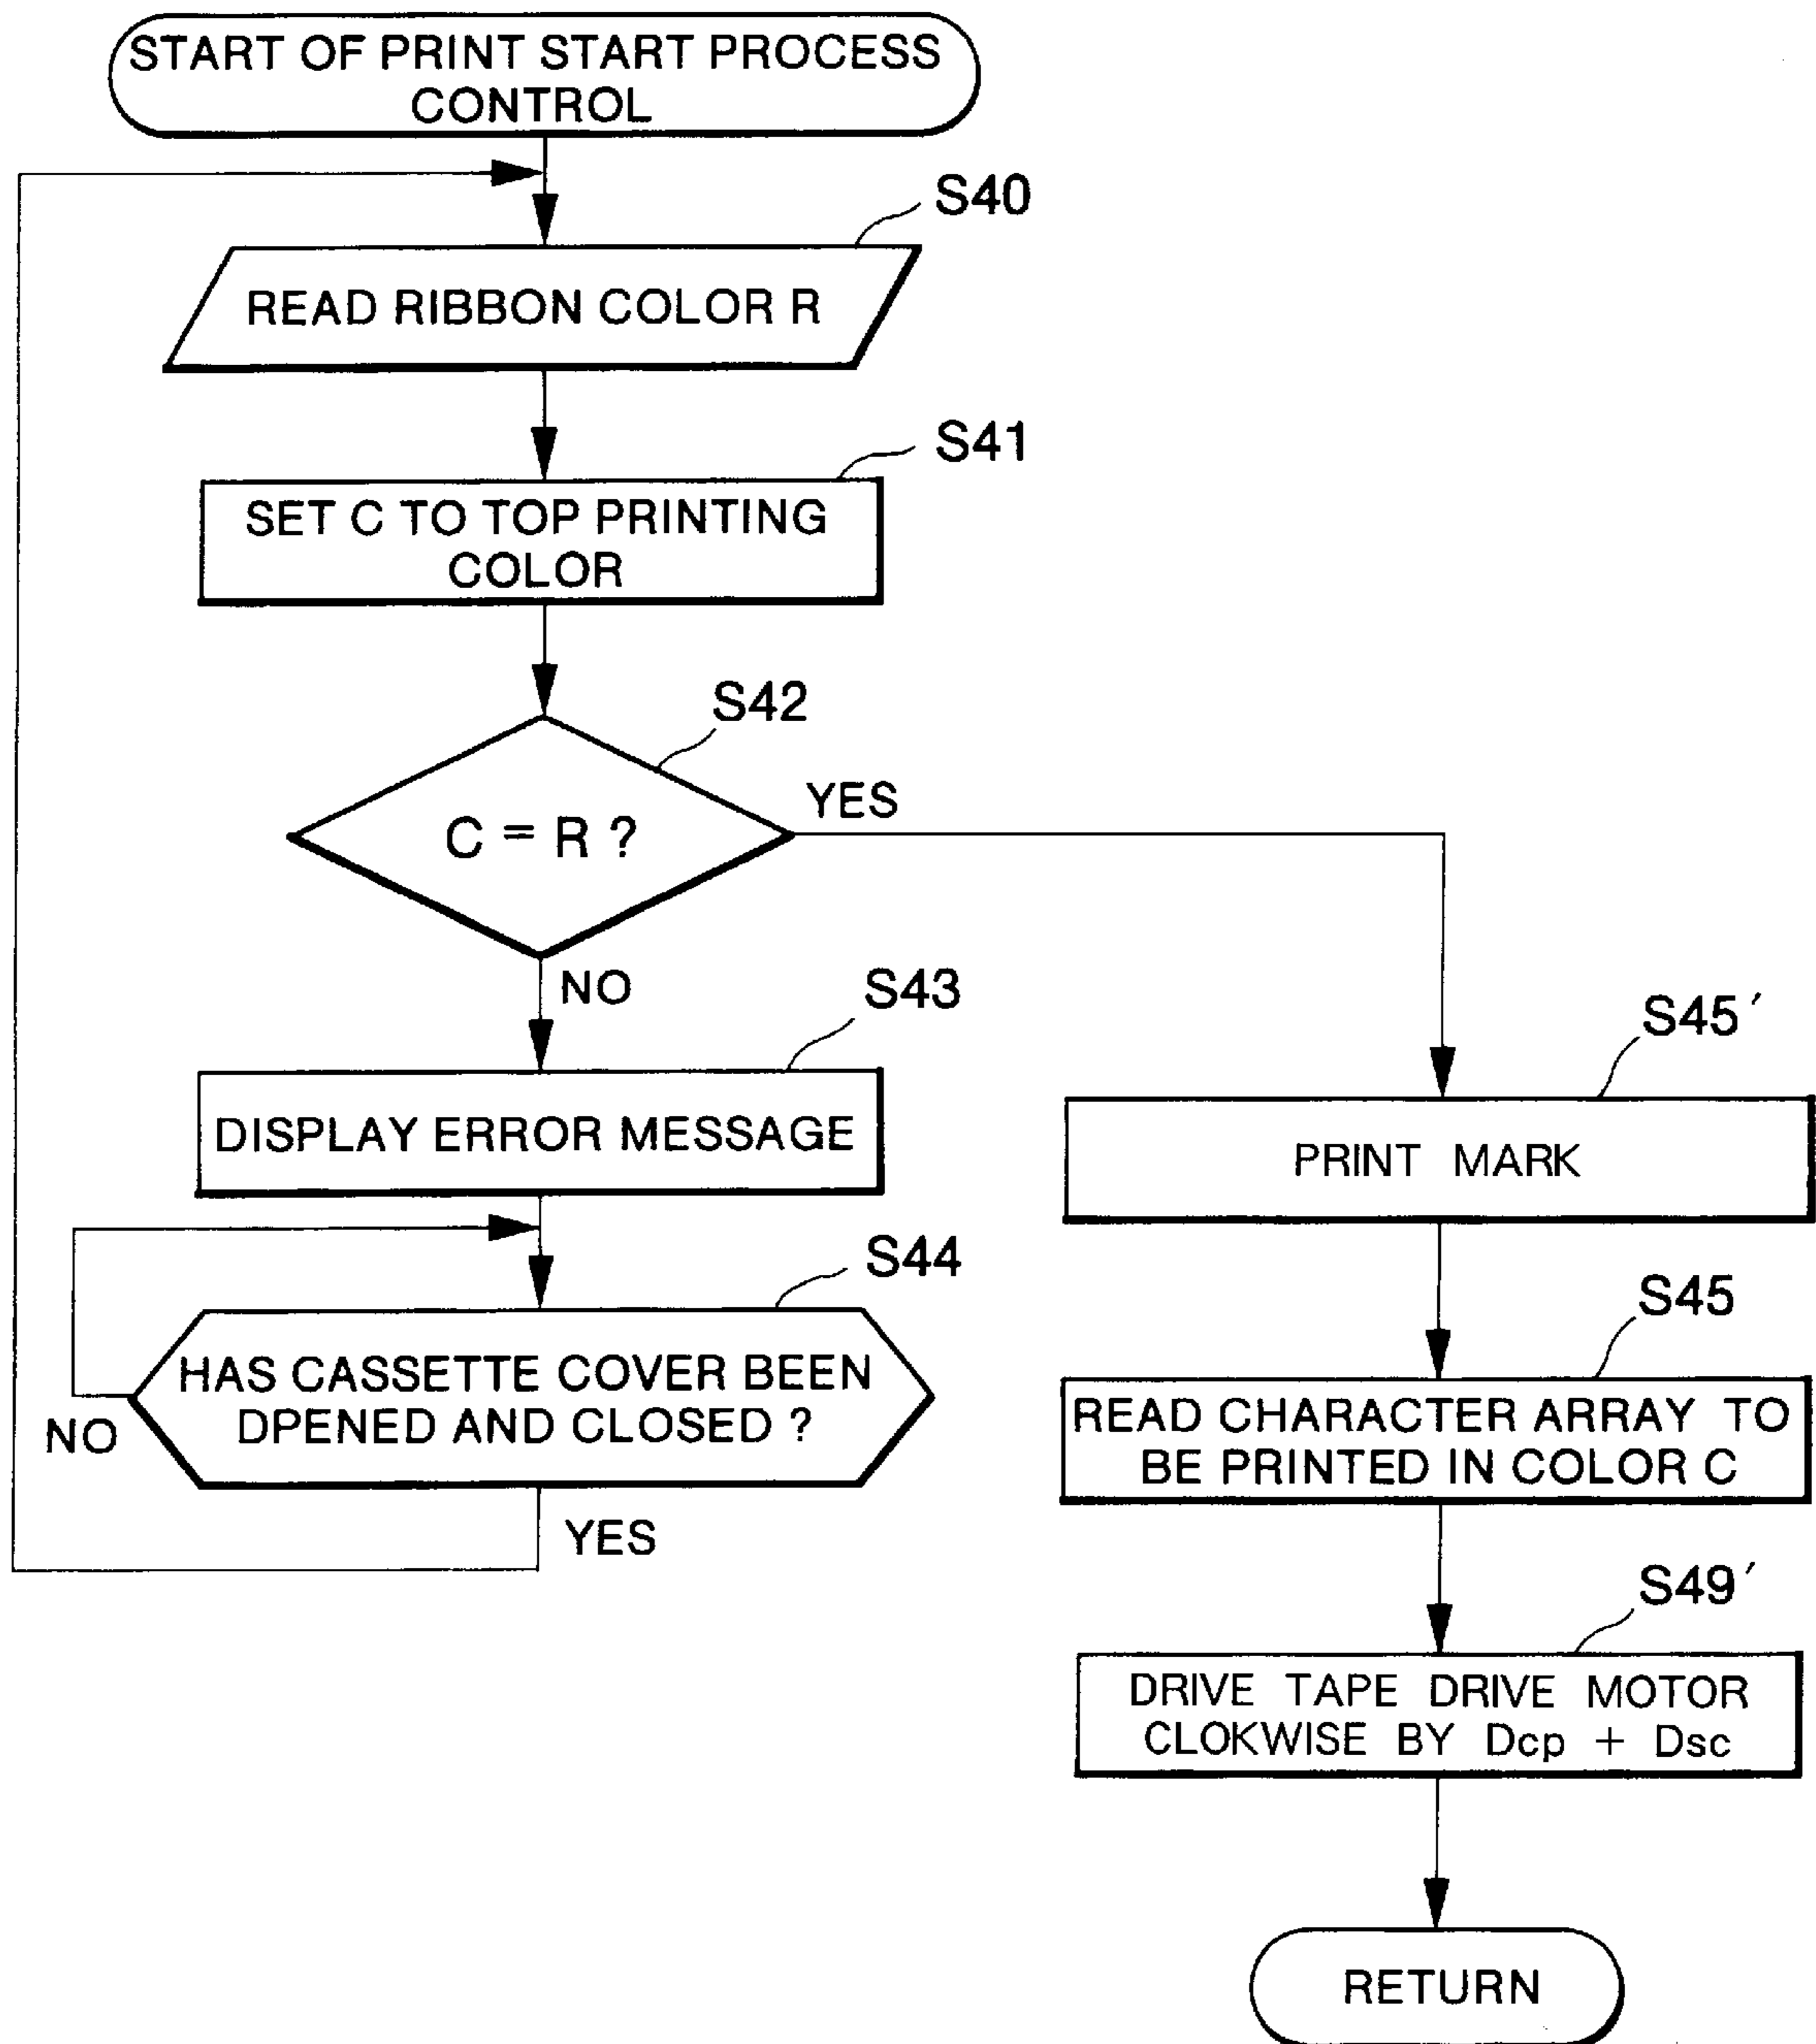 START OF PRINT START PROCESS
CONTROL
S40
READ RIBBON COLOR R
S41
SET C TO TOP PRINTING
COLOR
S42
C = R ?
YES
NO
S43
DISPLAY ERROR MESSAGE
S44
HAS CASSETTE COVER BEEN
DPENED AND CLOSED ?
NO
YES
S45′
PRINT MARK
S45
READ CHARACTER ARRAY TO
BE PRINTED IN COLOR C
S49′
DRIVE TAPE DRIVE MOTOR
CLOKWISE BY Dcp + Dsc
RETURN